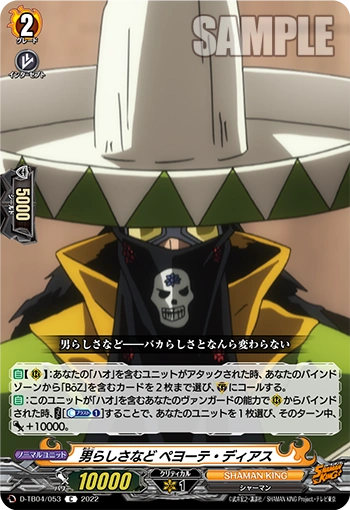 2
グレード
SAMPLE
インターセプト
5000
シールド
男らしさなど――バカらしさとなんら変わらない
自【】:あなたの「ハオ」を含むユニットがアタックされた時、あなたのバインド
ゾーンから「BoZ」を含むカードを2枚まで選び、にコールする。
自:このユニットが「ハオ」を含むあなたのヴァンガードの能力でからバインドさ
れた時、【ブラスト1】することで、あなたのユニットを1枚選び、そのターン中、
+10000。
ノーマルユニット
男らしさなど ペヨーテ・ディアス
D-TB04/053 C 2022
パワー
10000
クリティカル
1
SHAMAN KING
シャーマン
SHAMAN KING